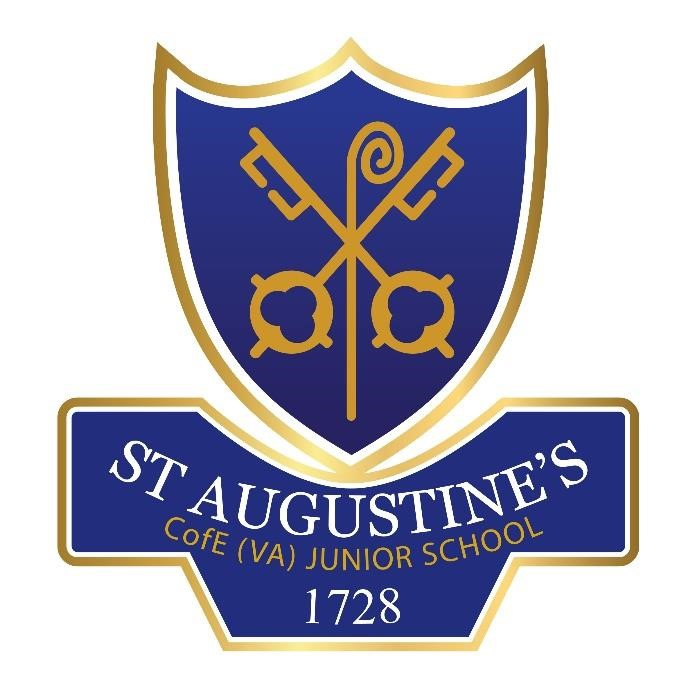 ST AUGUSTINE'S
CofE (VA) JUNIOR SCHOOL
1728